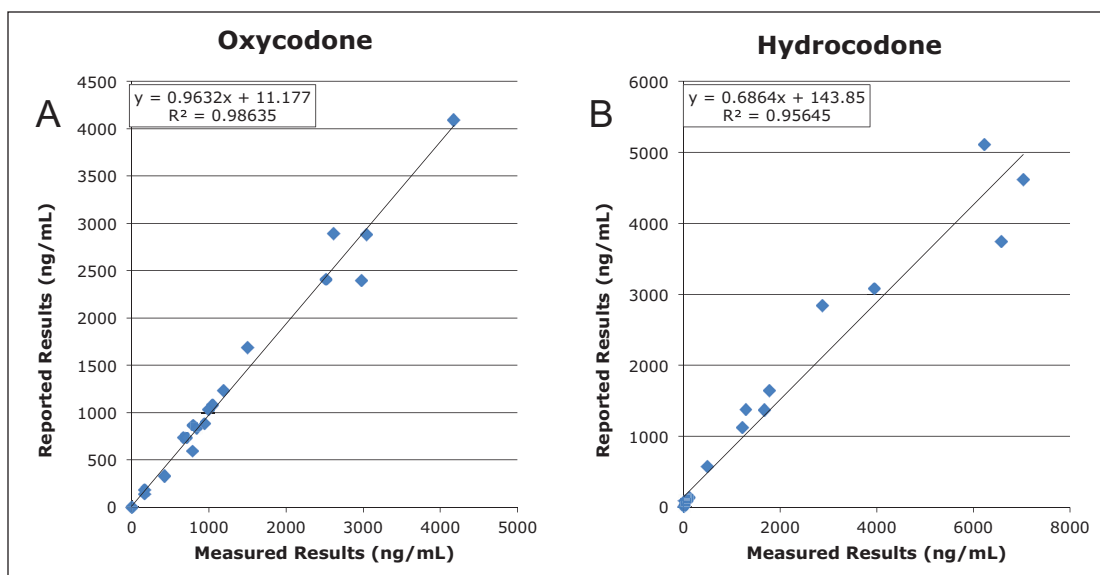 Oxycodone
A
y = 0.9632x + 11.177
R² = 0.98635
4500
4000
3500
3000
2500
2000
1500
1000
500
0
Reported Results (ng/mL)
0 1000 2000 3000 4000 5000
Measured Results (ng/mL)
Hydrocodone
B
y = 0.6864x + 143.85
R² = 0.95645
6000
5000
4000
3000
2000
1000
0
Reported Results (ng/mL)
0 2000 4000 6000 8000
Measured Results (ng/mL)